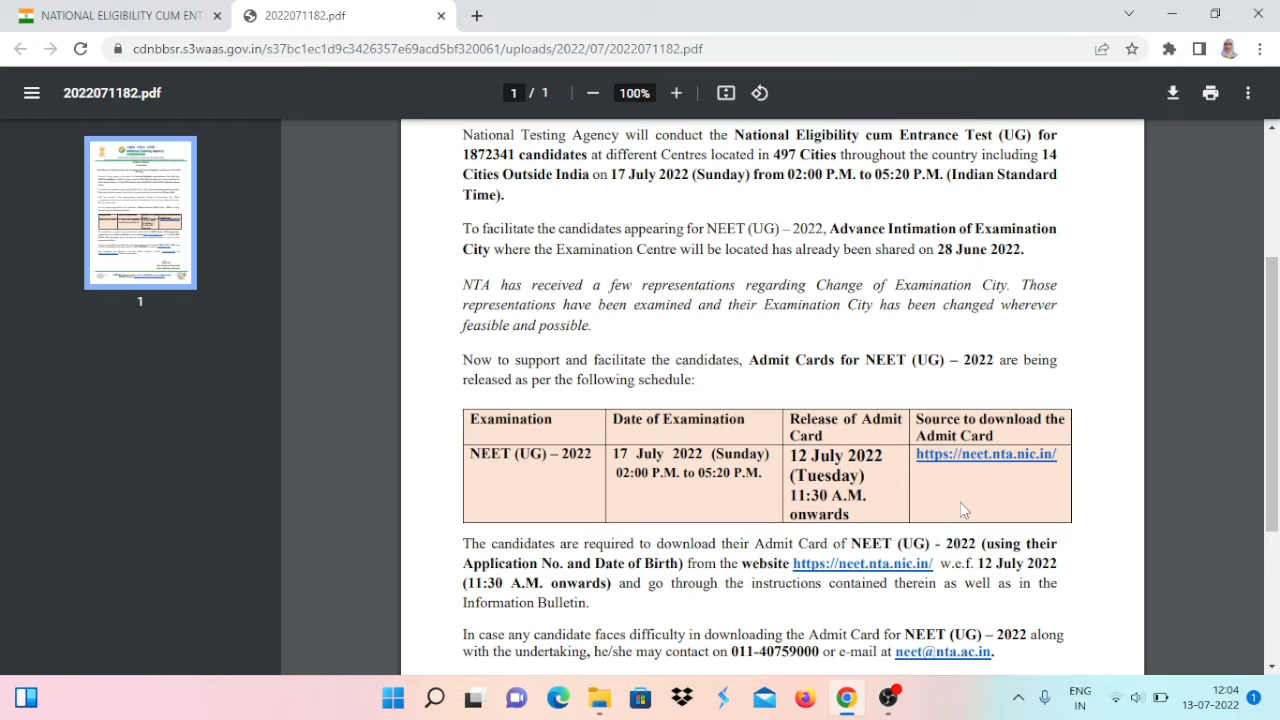 NATIONAL ELIGIBILITY CUM ENT
2022071182.pdf
cdnbbsr.s3waas.gov.in/s37bc1ec1d9c3426357e69acd5bf320061/uploads/2022/07/2022071182.pdf
2022071182.pdf
1 / 1
100%
1
National Testing Agency will conduct the National Eligibility cum Entrance Test (UG) for
1872341 candidates at different Centres located in 497 Cities throughout the country including 14
Cities Outside India on 17 July 2022 (Sunday) from 02:00 P.M. to 05:20 P.M. (Indian Standard
Time).
To facilitate the candidates appearing for NEET (UG) – 2022, Advance Intimation of Examination
City where the Examination Centre will be located has already been shared on 28 June 2022.
NTA has received a few representations regarding Change of Examination City. Those
representations have been examined and their Examination City has been changed wherever
feasible and possible.
Now to support and facilitate the candidates, Admit Cards for NEET (UG) – 2022 are being
released as per the following schedule:
Examination
Date of Examination
Release of Admit
Card
Source to download the
Admit Card
NEET (UG) – 2022
17 July 2022 (Sunday)
02:00 P.M. to 05:20 P.M.
12 July 2022
(Tuesday)
11:30 A.M.
onwards
https://neet.nta.nic.in/
The candidates are required to download their Admit Card of NEET (UG) - 2022 (using their
Application No. and Date of Birth) from the website https://neet.nta.nic.in/ w.e.f. 12 July 2022
(11:30 A.M. onwards) and go through the instructions contained therein as well as in the
Information Bulletin.
In case any candidate faces difficulty in downloading the Admit Card for NEET (UG) – 2022 along
with the undertaking, he/she may contact on 011-40759000 or e-mail at neet@nta.ac.in.
ENG
IN
12:04
13-07-2022
1